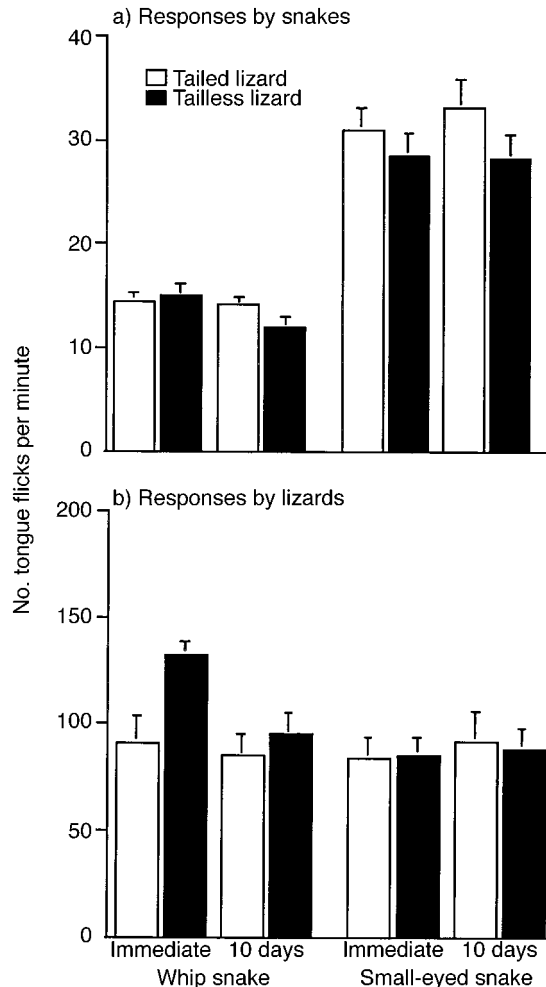 a) Responses by snakes
40
Tailed lizard
Tailless lizard
30
20
10
0
No. tongue flicks per minute
b) Responses by lizards
200
150
100
50
0
Immediate 10 days Immediate 10 days
Whip snake Small-eyed snake